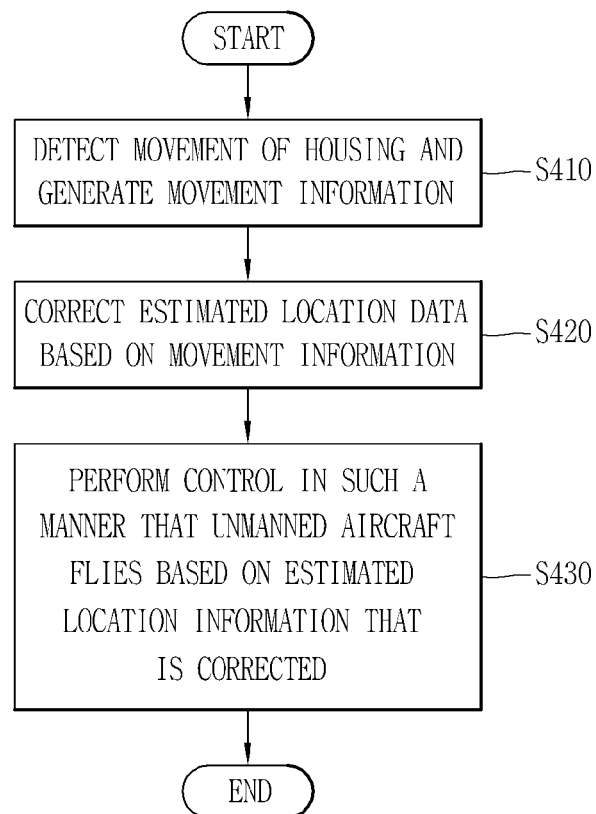 START
DETECT MOVEMENT OF HOUSING AND
GENERATE MOVEMENT INFORMATION
S410
CORRECT ESTIMATED LOCATION DATA
BASED ON MOVEMENT INFORMATION
S420
PERFORM CONTROL IN SUCH A
MANNER THAT UNMANNED AIRCRAFT
FLIES BASED ON ESTIMATED
LOCATION INFORMATION THAT
IS CORRECTED
S430
END